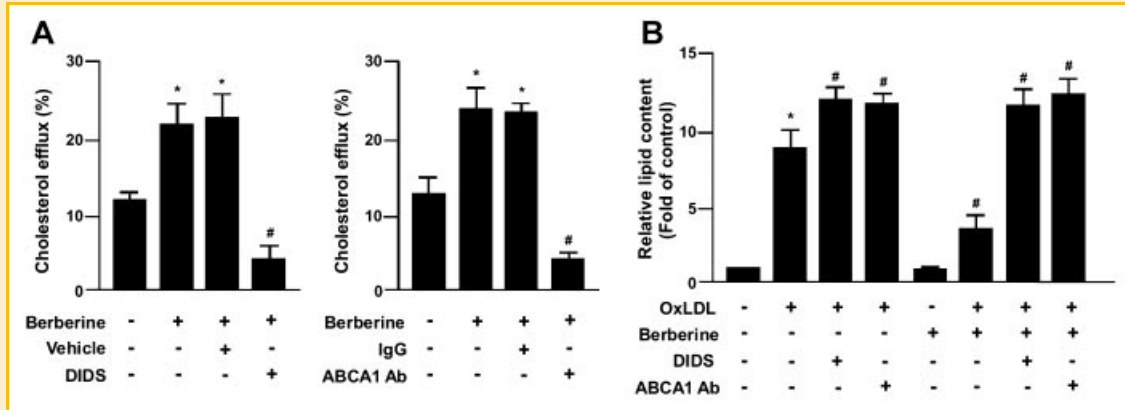 A
Cholesterol efflux (%)
30
20
10
0
* * #
Berberine - + + +
Vehicle - - + -
DIDS - - - +
Cholesterol efflux (%)
30
20
10
0
* * #
Berberine - + + +
IgG - - + -
ABCA1 Ab - - - +
B
Relative lipid content
(Fold of control)
15
10
5
0
* # # # # #
OxLDL - + + + - + + +
Berberine - - - - + + + +
DIDS - - + - - - + -
ABCA1 Ab - - - + - - - +